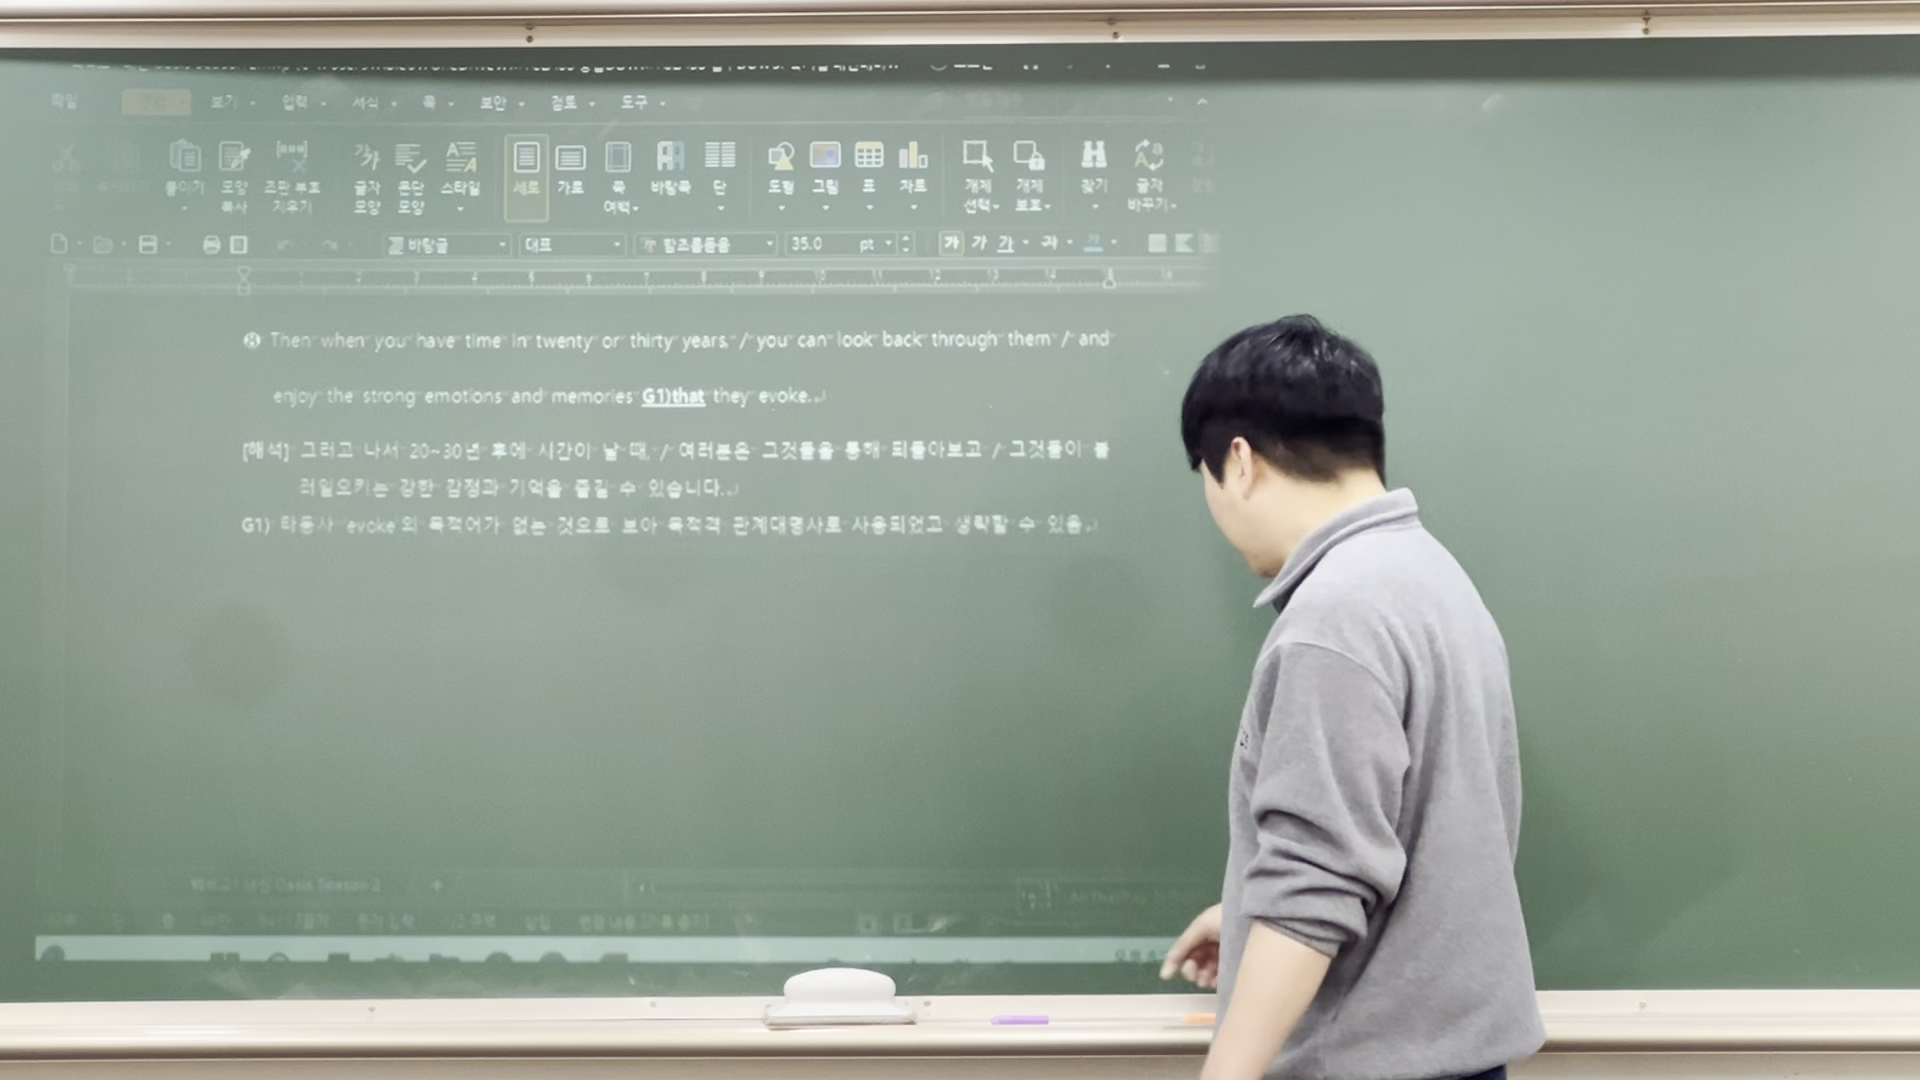 파일 보기 입력 서식 쪽 보안 검토 도구
붙이기 모양 복사 조판 부호 지우기 글자 모양 문단 모양 스타일 세로 가로 쪽 여백 바탕쪽 단 도형 그림 표 차트 개체 선택 개체 보호 찾기 글자 바꾸기
바탕글 대표 함초롬돋움 35.0 pt 가 가 가 가
❽ Then when you have time in twenty or thirty years, / you can look back through them / and
enjoy the strong emotions and memories G1)that they evoke.
[해석] 그러고 나서 20~30년 후에 시간이 날 때, / 여러분은 그것들을 통해 되돌아보고 / 그것들이 불
러일으키는 강한 감정과 기억을 즐길 수 있습니다.
G1) 타동사 'evoke'의 목적어가 없는 것으로 보아 목적격 관계대명사로 사용되었고 생략할 수 있음.